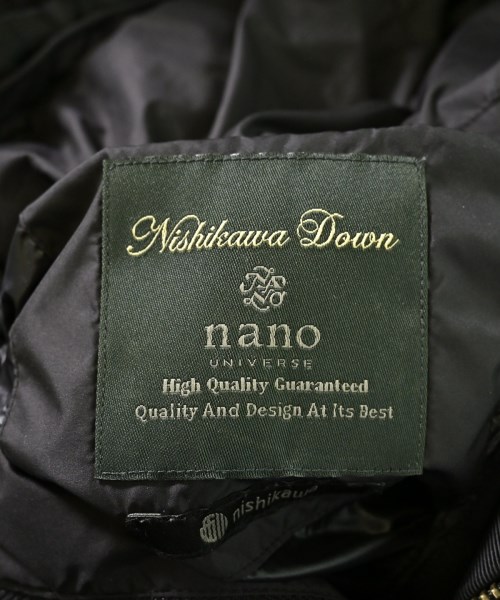 Nishikawa Down
nano
UNIVERSE
High Quality Guaranteed
Quality And Design At Its Best
nishikawa